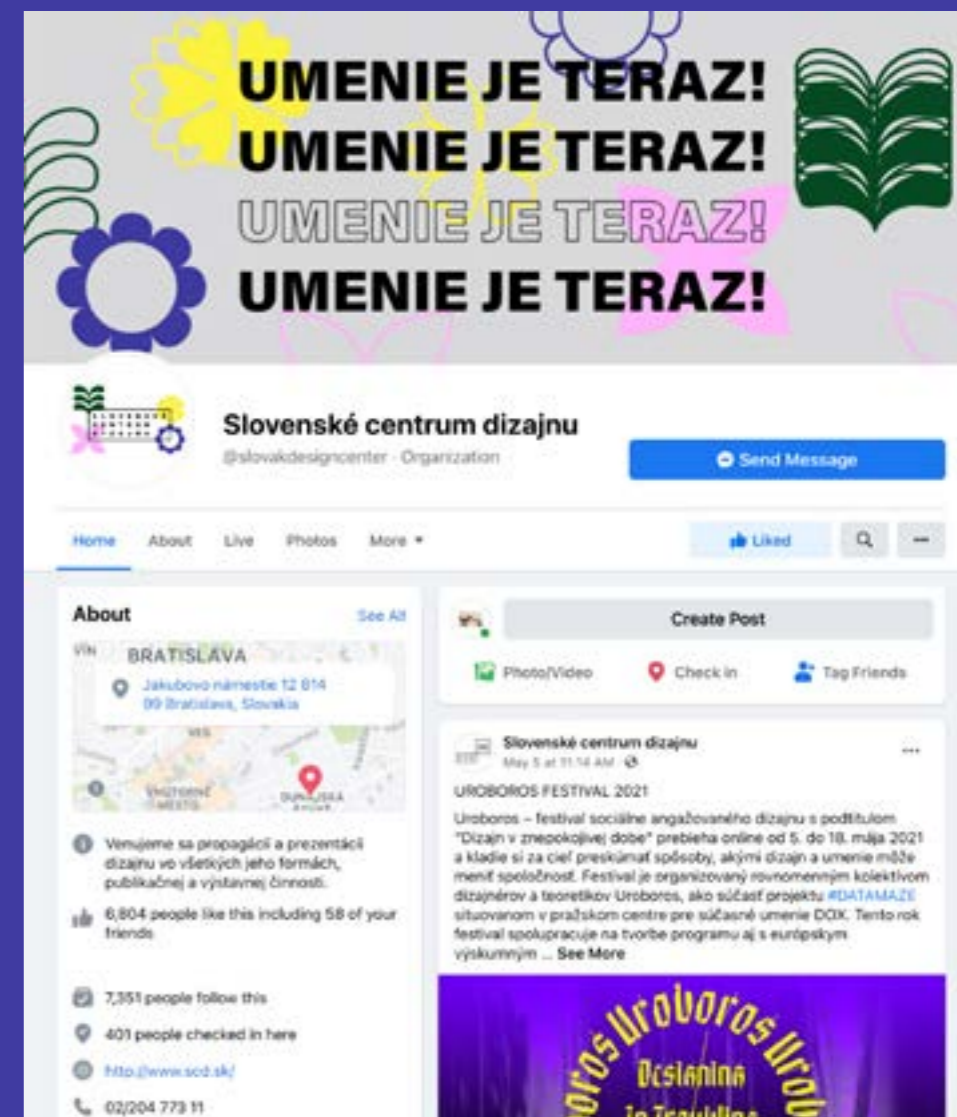 UMENIE JE TERAZ!
UMENIE JE TERAZ!
UMENIE JE TERAZ!
UMENIE JE TERAZ!
Slovenské centrum dizajnu
@slovakdesigncenter · Organization
Send Message
Home About Live Photos More
Liked
About See All
BRATISLAVA
Jakubovo námestie 12 814
99 Bratislava, Slovakia
Venujeme sa propagácii a prezentácii
dizajnu vo všetkých jeho formách,
publikačnej a výstavnej činnosti.
6,804 people like this including 58 of your
friends
7,351 people follow this
401 people checked in here
http://www.scd.sk/
02/204 773 11
Create Post
Photo/Video Check in Tag Friends
Slovenské centrum dizajnu
May 5 at 11:14 AM
UROBOROS FESTIVAL 2021
Uroboros – festival sociálne angažovaného dizajnu s podtitulom
"Dizajn v znepokojivej dobe" prebieha online od 5. do 18. mája 2021
a kladie si za cieľ preskúmať spôsoby, akými dizajn a umenie môže
meniť spoločnosť. Festival je organizovaný rovnomenným kolektívom
dizajnérov a teoretikov Uroboros, ako súčasť projektu #DATAMAZE
situovanom v pražskom centre pre súčasné umenie DOX. Tento rok
festival spolupracuje na tvorbe programu aj s európskym
výskumným ... See More
Uroboros
Designing
in Troubling